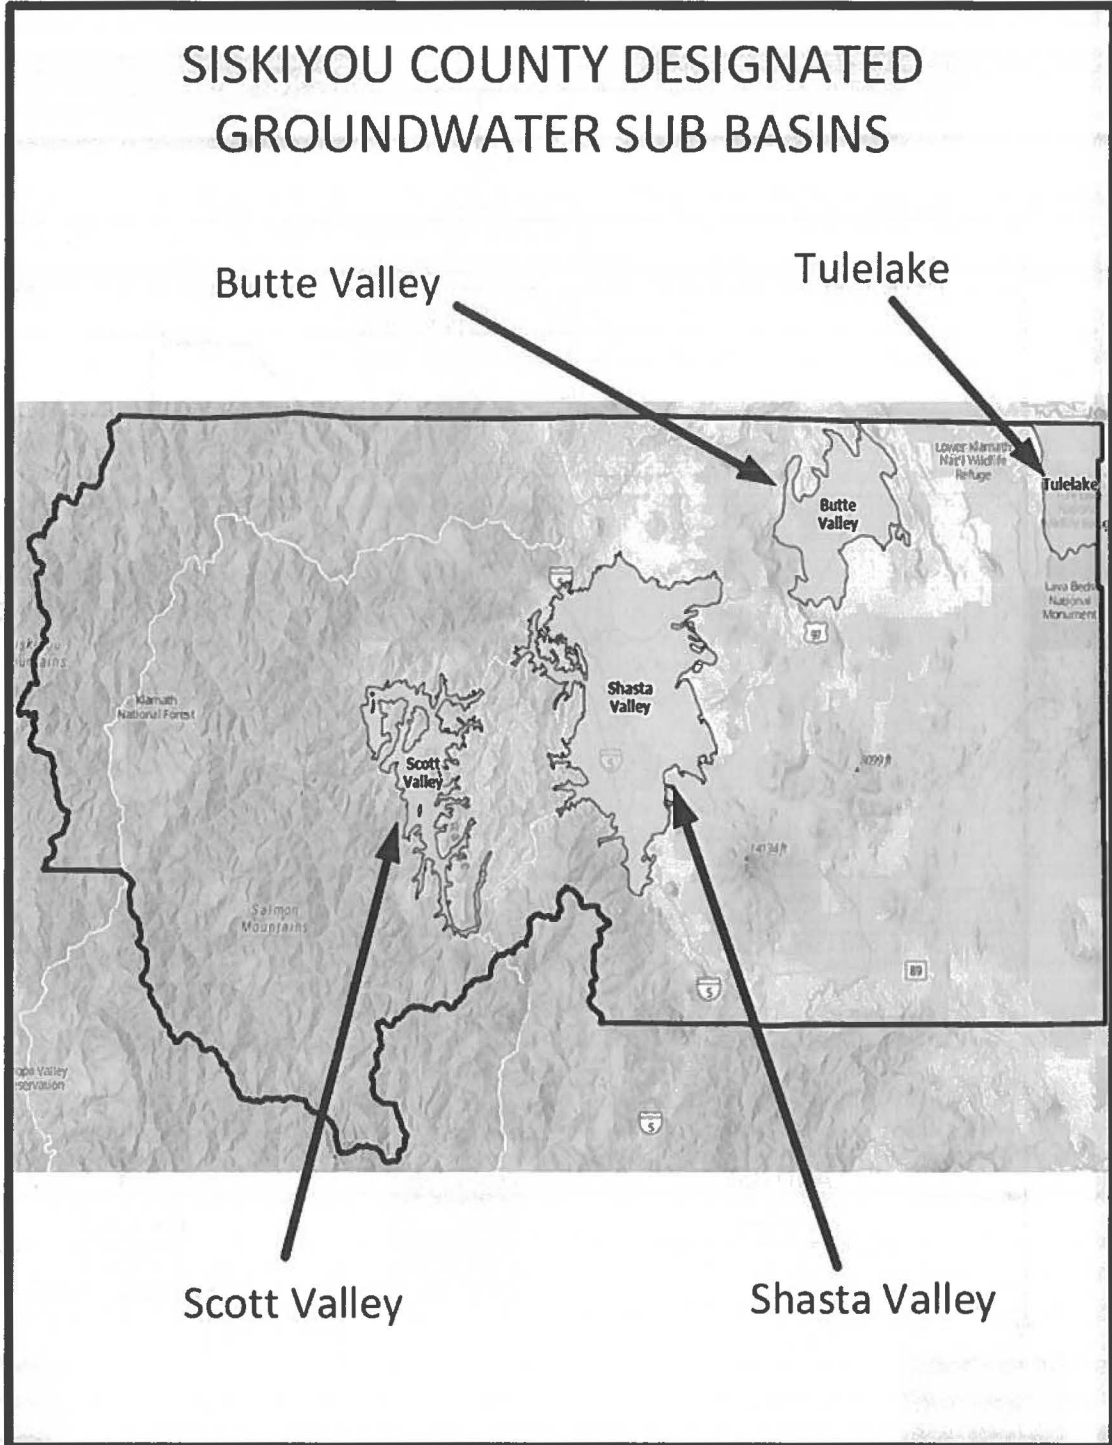 SISKIYOU COUNTY DESIGNATED
GROUNDWATER SUB BASINS
Butte Valley
Tulelake
Lower Klamath
Nat'l Wildlife
Refuge
Tulelake
Butte
Valley
Lava Beds
National
Monument
97
Klamath
National Forest
Shasta
Valley
Scott
Valley
5
14134 ft
Salmon
Mountains
89
5
5
Scott Valley
Shasta Valley